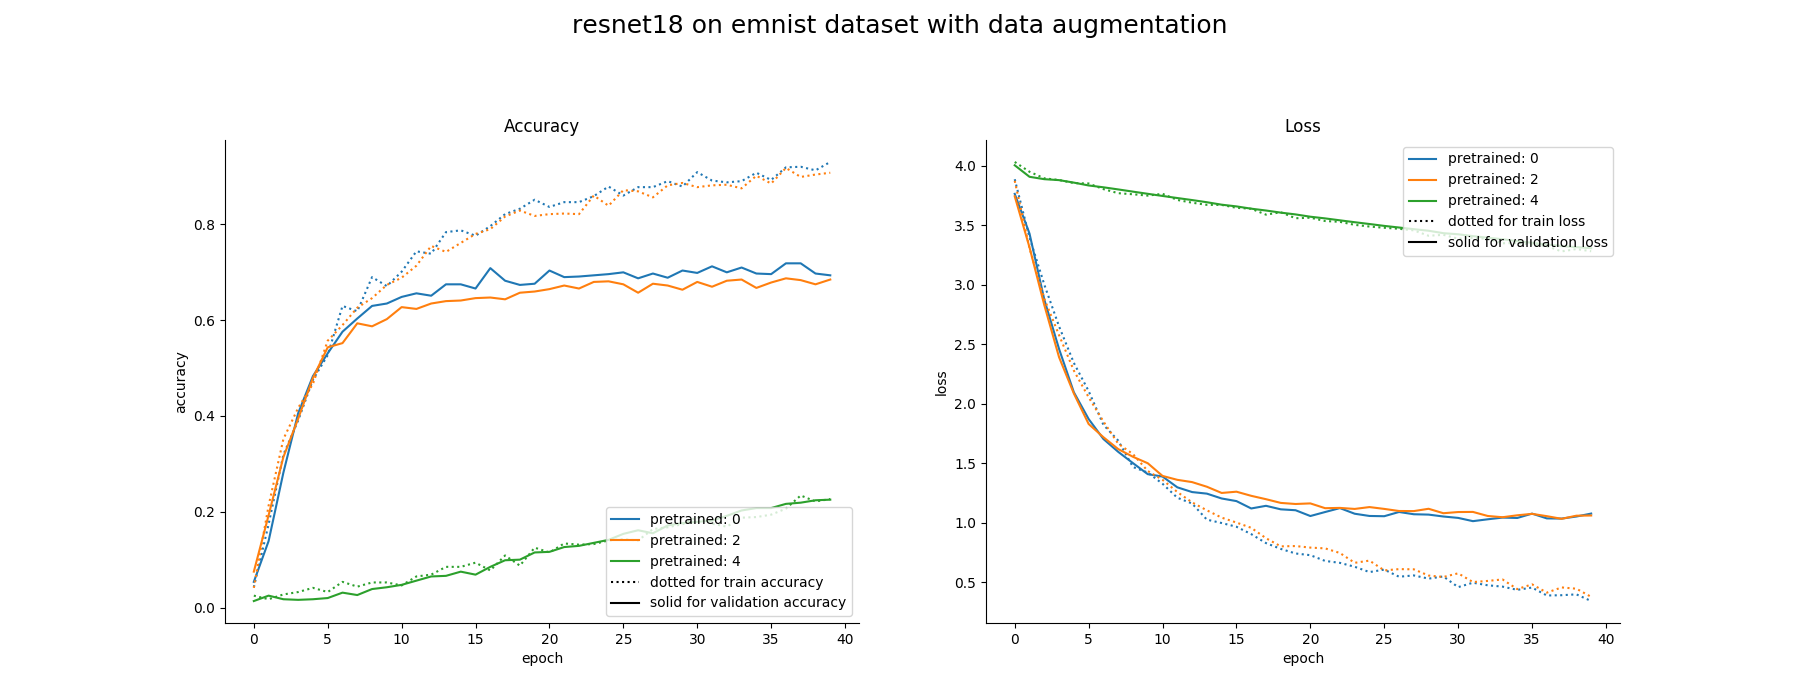 resnet18 on emnist dataset with data augmentation
Accuracy
accuracy
0.8
0.6
0.4
0.2
0.0
0 5 10 15 20 25 30 35 40
epoch
pretrained: 0
pretrained: 2
pretrained: 4
dotted for train accuracy
solid for validation accuracy
Loss
loss
4.0
3.5
3.0
2.5
2.0
1.5
1.0
0.5
0 5 10 15 20 25 30 35 40
epoch
pretrained: 0
pretrained: 2
pretrained: 4
dotted for train loss
solid for validation loss